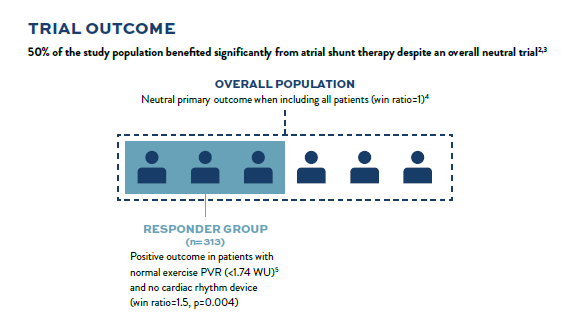 TRIAL OUTCOME
50% of the study population benefited significantly from atrial shunt therapy despite an overall neutral trial²,³
OVERALL POPULATION
Neutral primary outcome when including all patients (win ratio=1)⁴
RESPONDER GROUP
(n=313)
Positive outcome in patients with
normal exercise PVR (<1.74 WU)⁵
and no cardiac rhythm device
(win ratio=1.5, p=0.004)